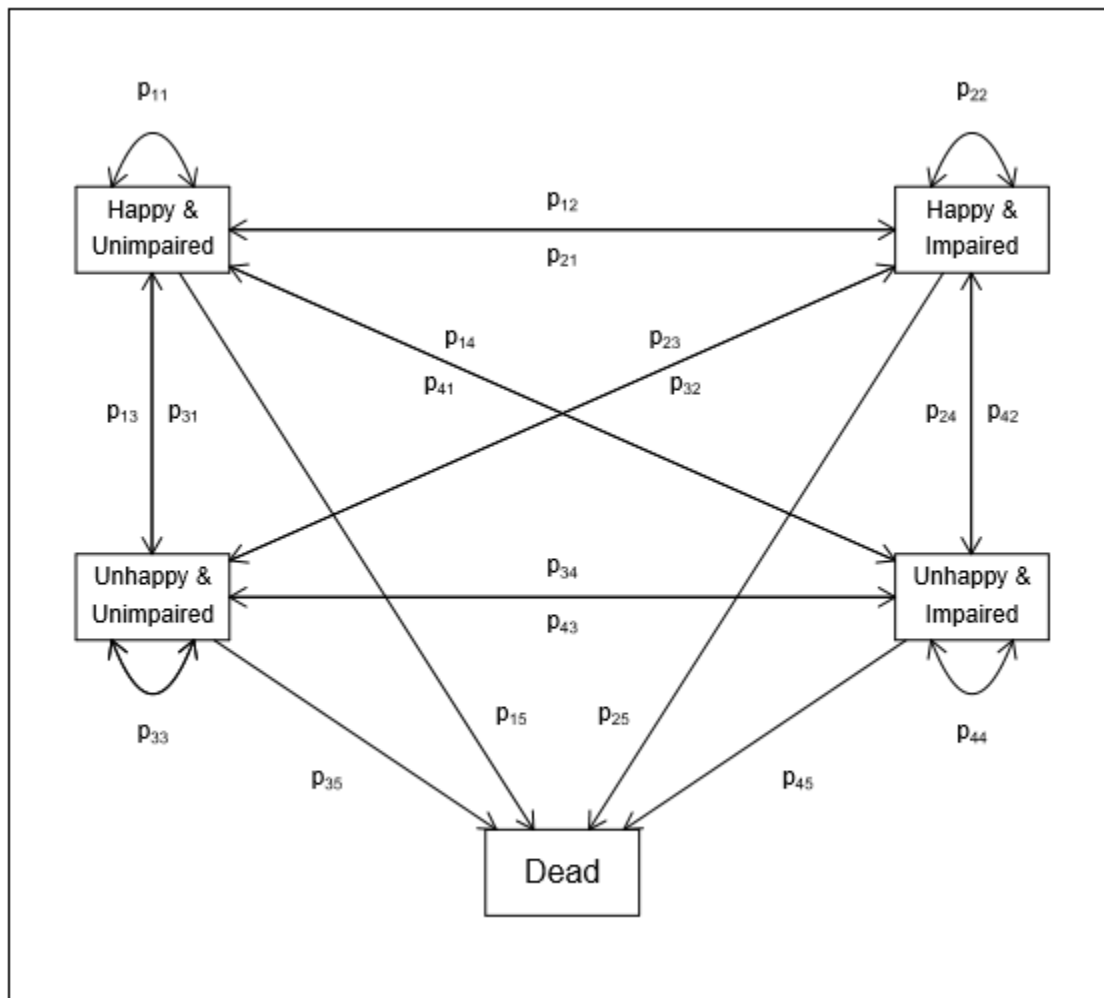 p₁₁
p₂₂
Happy &
Unimpaired
Happy &
Impaired
p₁₂
p₂₁
p₁₄
p₂₃
p₄₁
p₃₂
p₁₃
p₃₁
p₂₄
p₄₂
Unhappy &
Unimpaired
Unhappy &
Impaired
p₃₄
p₄₃
p₃₃
p₁₅
p₂₅
p₄₄
p₃₅
p₄₅
Dead